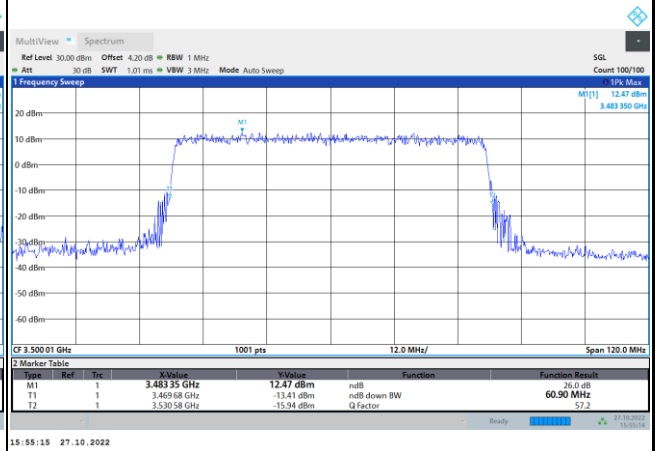 MultiView Spectrum
Ref Level 30.00 dBm Offset 4.20 dB RBW 1 MHz SGL
Att 30 dB SWT 1.01 ms VBW 3 MHz Mode Auto Sweep Count 100/100
1 Frequency Sweep 1Pk Max
M1[1] 12.47 dBm
3.483 350 GHz
20 dBm
M1
10 dBm
0 dBm
-10 dBm
T1
-20 dBm
-30 dBm
-40 dBm
-50 dBm
-60 dBm
CF 3.500 01 GHz 1001 pts 12.0 MHz/ Span 120.0 MHz
2 Marker Table
Type Ref Trc X-Value Y-Value Function Function Result
M1 1 3.483 35 GHz 12.47 dBm ndB 26.0 dB
T1 1 3.469 68 GHz -13.41 dBm ndB down BW 60.90 MHz
T2 1 3.530 58 GHz -15.94 dBm Q Factor 57.2
Ready 27.10.2022
15:55:14
15:55:15 27.10.2022